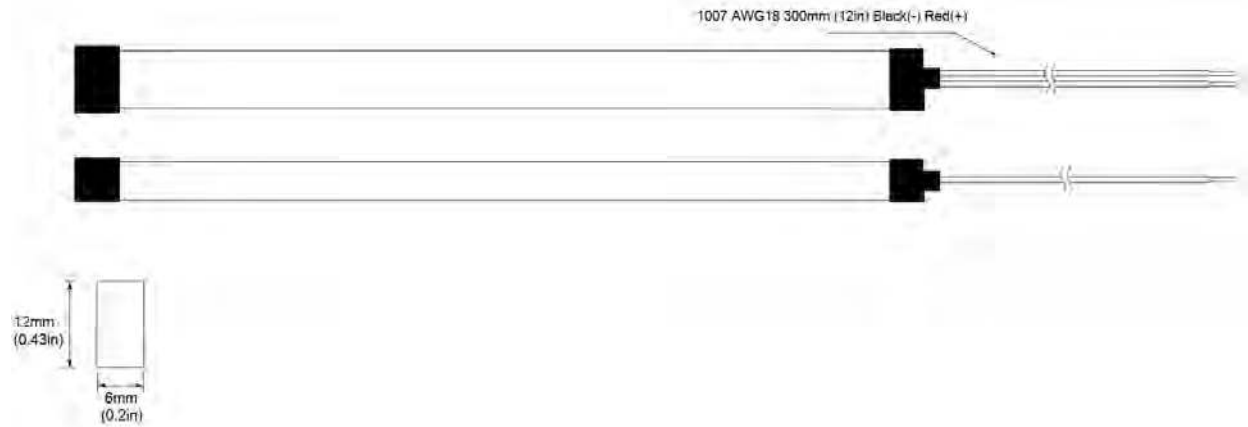 1007 AWG18 300mm (12in) Black(-) Red(+)
12mm
(0.43in)
6mm
(0.2in)